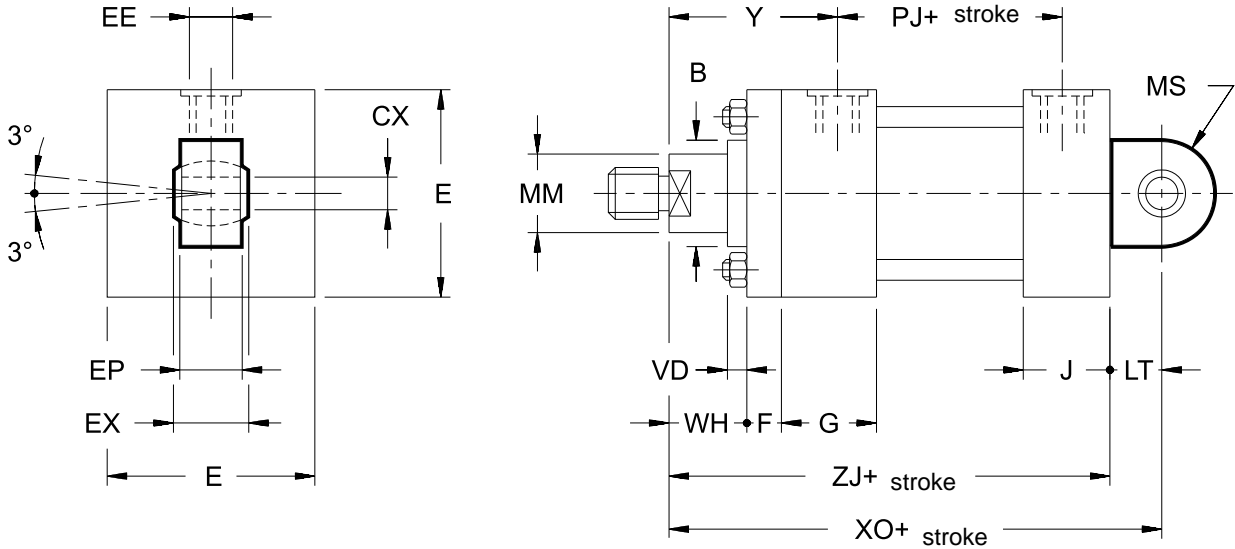 EE
Y
PJ+ stroke
B
MS
CX
3°
MM
E
3°
EP
VD
J
LT
EX
WH
F
G
E
ZJ+ stroke
XO+ stroke